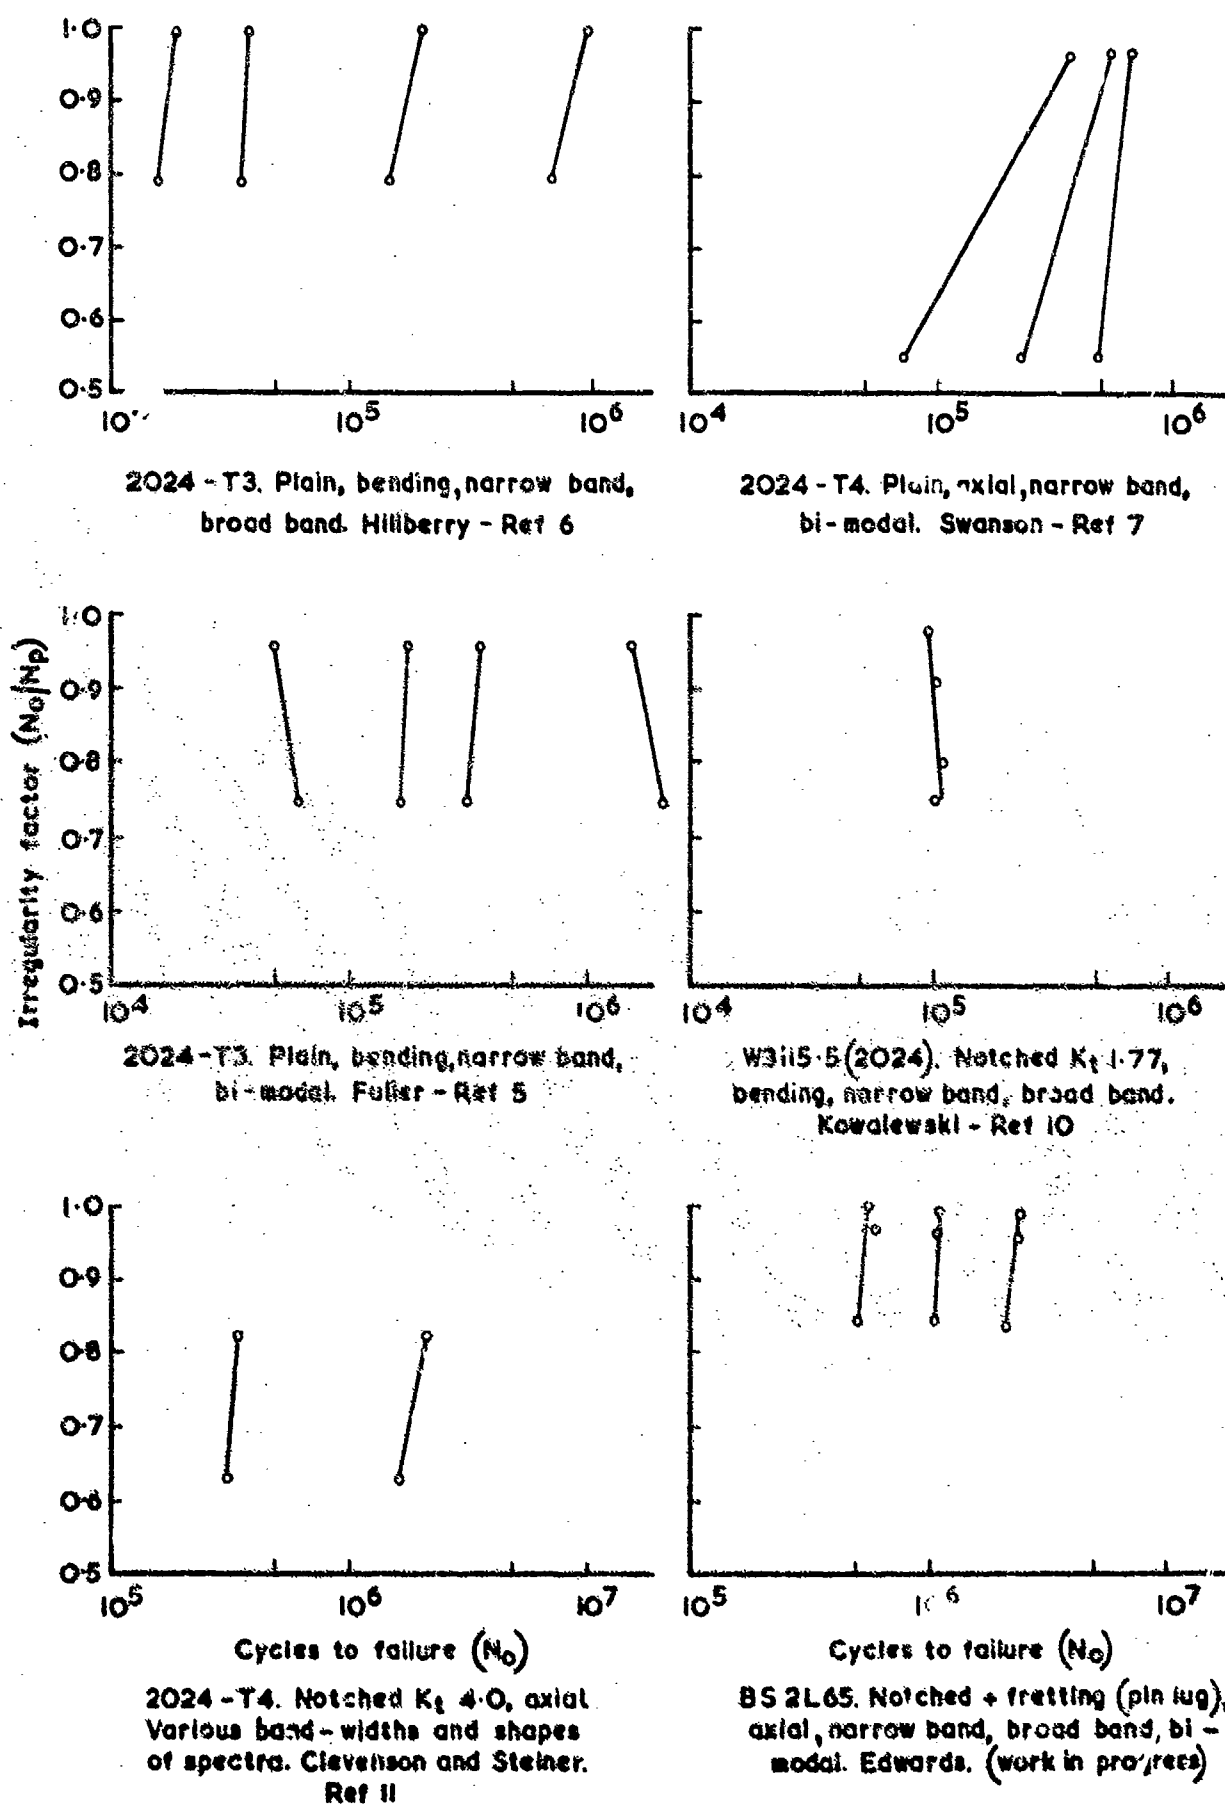 1.0
0.9
0.8
0.7
0.6
0.5
10⁵ 10⁶
10⁴ 10⁵ 10⁶
2024-T3. Plain, bending, narrow band,
broad band. Hillberry - Ref 6
2024-T4. Plain, axial, narrow band,
bi-modal. Swanson - Ref 7
Irregularity factor (No/Np)
1.0
0.9
0.8
0.7
0.6
0.5
10⁴ 10⁵ 10⁶
10⁴ 10⁵ 10⁶
2024-T3. Plain, bending, narrow band,
bi-modal. Fuller - Ref 5
W3115.5 (2024). Notched Kt 1.77,
bending, narrow band, broad band.
Kowalewski - Ref 10
1.0
0.9
0.8
0.7
0.6
0.5
10⁵ 10⁶ 10⁷
10⁵ 10⁶ 10⁷
Cycles to failure (No)
2024-T4. Notched Kt 4.0, axial
Various band-widths and shapes
of spectra. Clevenson and Steiner.
Ref 11
Cycles to failure (No)
BS 2L65. Notched + fretting (pin lug),
axial, narrow band, broad band, bi-
modal. Edwards. (work in progress)